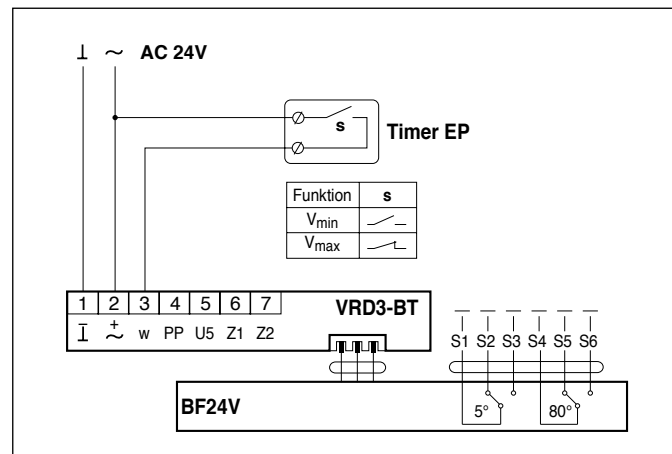 ⊥ ~ AC 24V
s
Timer EP
Funktion s
Vmin
Vmax
1 2 3 4 5 6 7
VRD3-BT
⊥ ± ~ w PP U5 Z1 Z2
S1 S2 S3 S4 S5 S6
BF24V
5° 80°